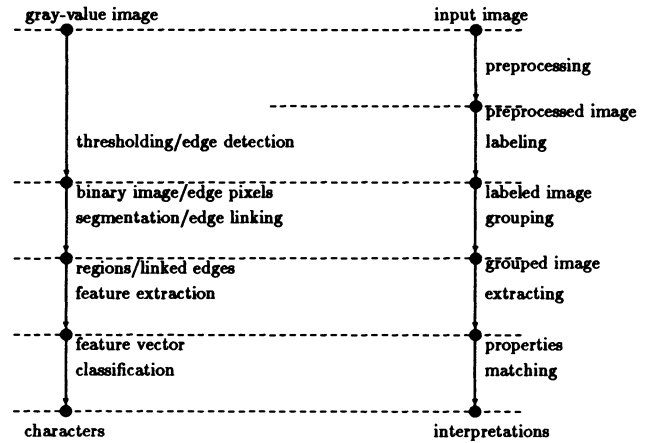 gray-value image
input image
preprocessing
preprocessed image
thresholding/edge detection
labeling
binary image/edge pixels
labeled image
segmentation/edge linking
grouping
regions/linked edges
grouped image
feature extraction
extracting
feature vector
properties
classification
matching
characters
interpretations